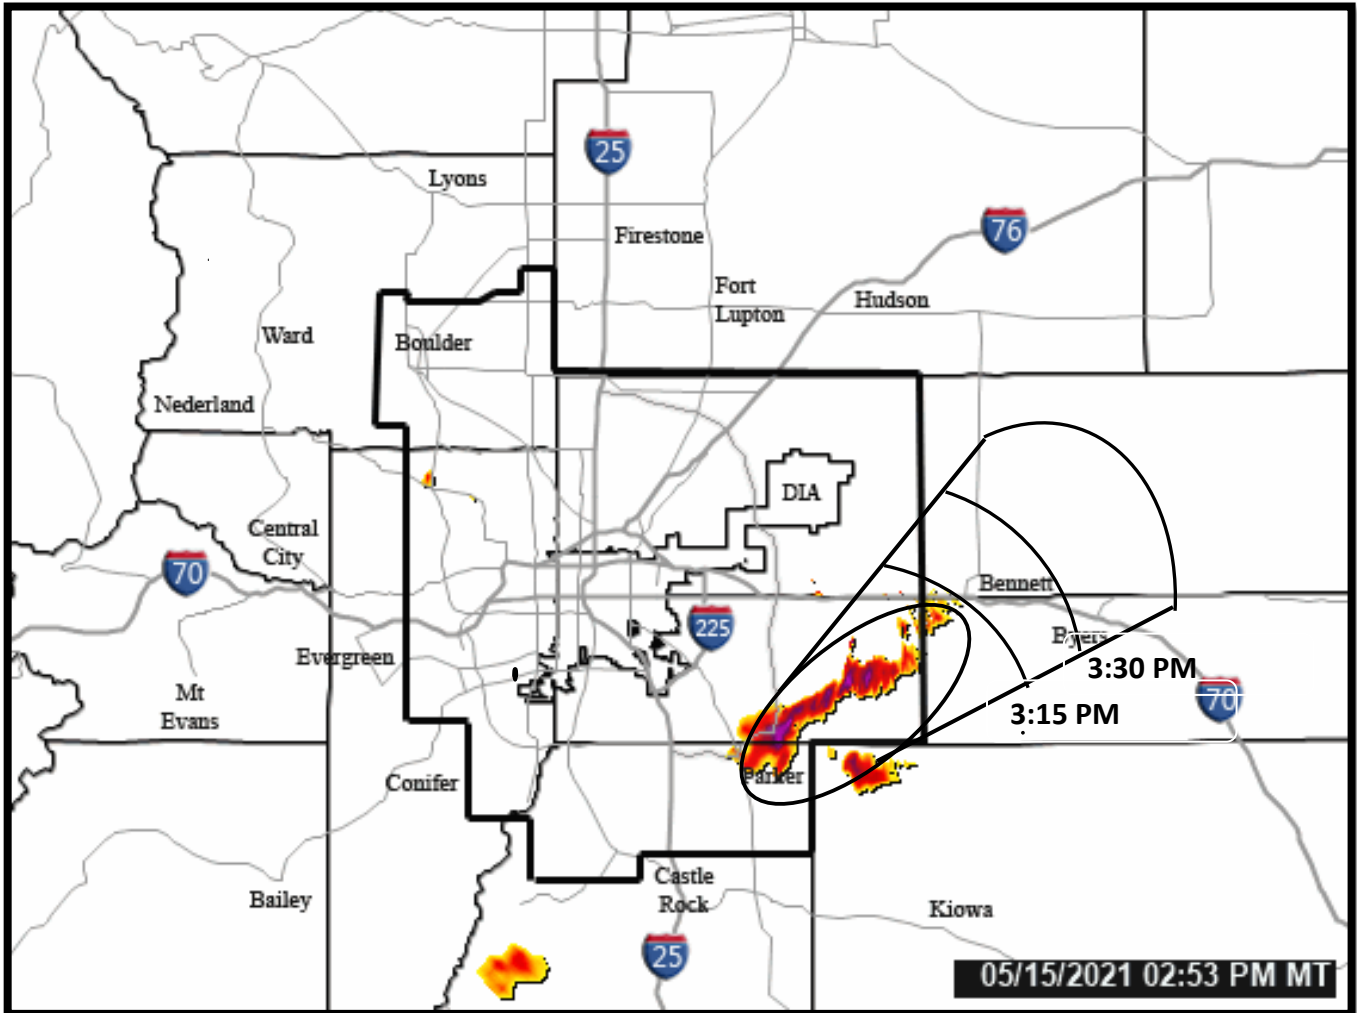 25
Lyons
76
Firestone
Fort
Lupton
Hudson
Ward
Boulder
Nederland
DIA
Central
City
70
Bennett
225
Byers
Evergreen
3:30 PM
Mt
Evans
70
3:15 PM
Conifer
Parker
Castle
Rock
Bailey
Kiowa
25
05/15/2021 02:53 PM MT